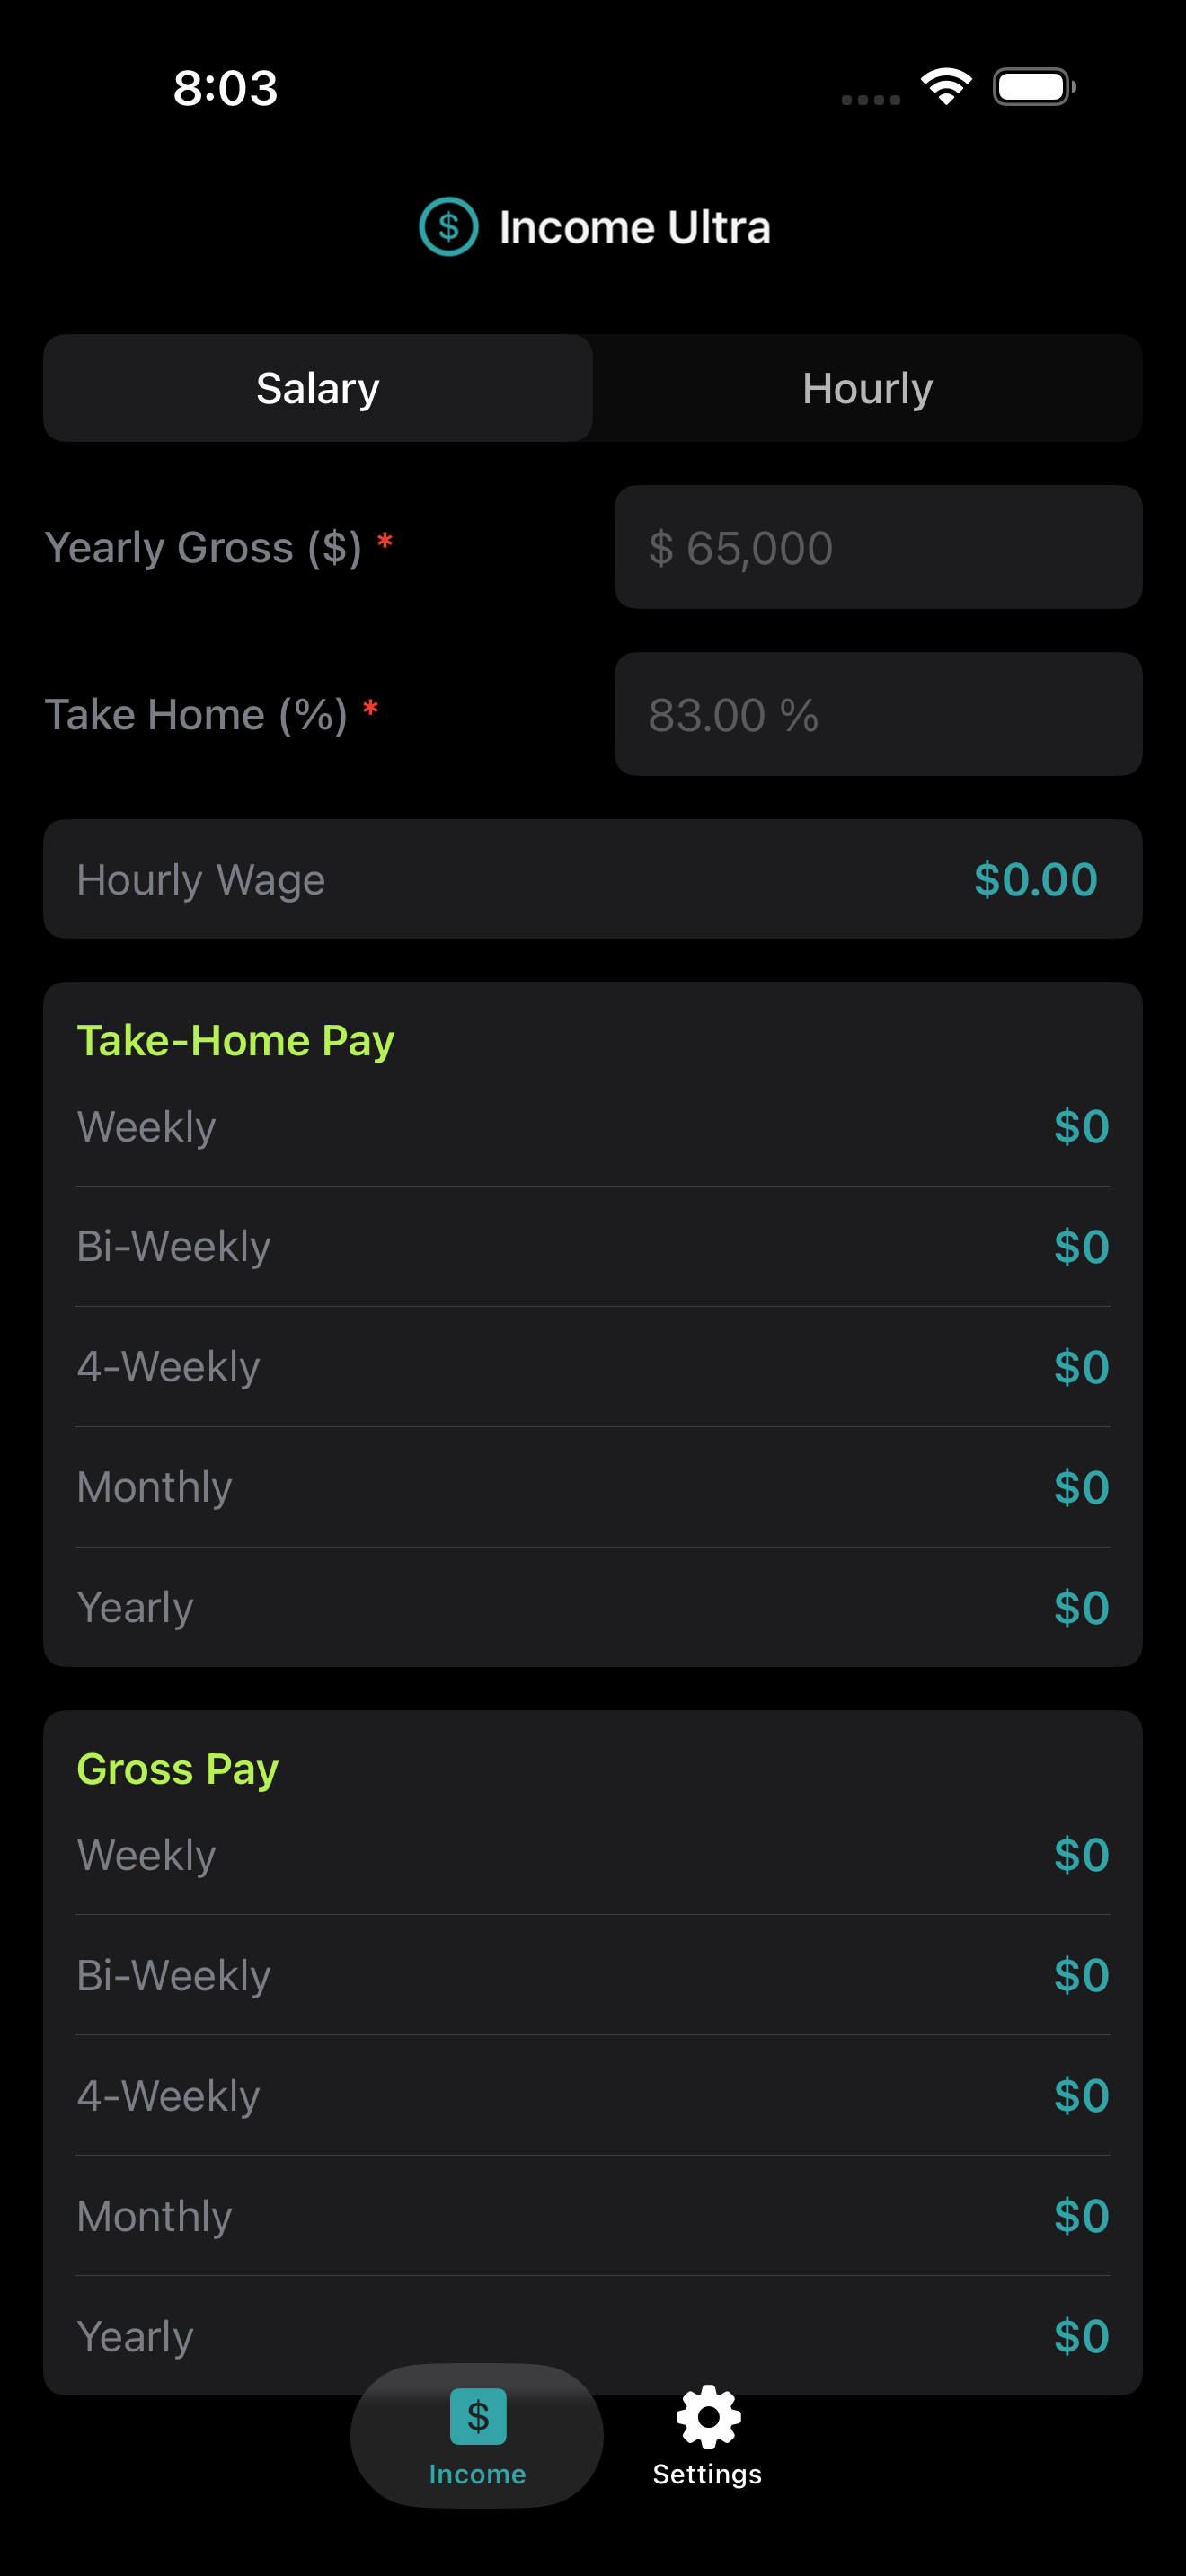 8:03
$ Income Ultra
Salary Hourly
Yearly Gross ($) * $ 65,000
Take Home (%) * 83.00 %
Hourly Wage $0.00
Take-Home Pay
Weekly $0
Bi-Weekly $0
4-Weekly $0
Monthly $0
Yearly $0
Gross Pay
Weekly $0
Bi-Weekly $0
4-Weekly $0
Monthly $0
Yearly $0
$
Income Settings